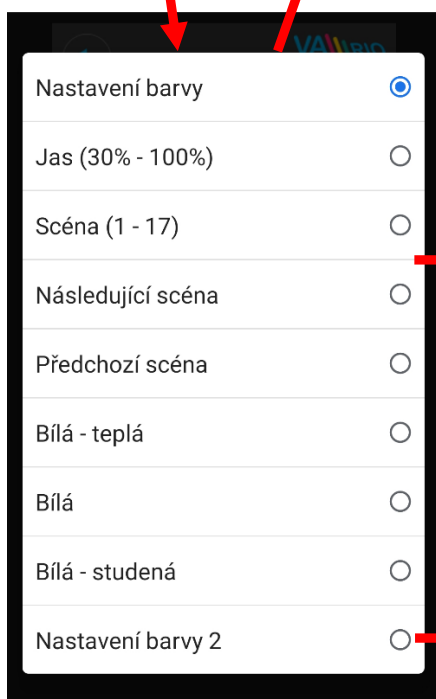 Nastavení barvy
Jas (30% - 100%)
Scéna (1 - 17)
Následující scéna
Předchozí scéna
Bílá - teplá
Bílá
Bílá - studená
Nastavení barvy 2